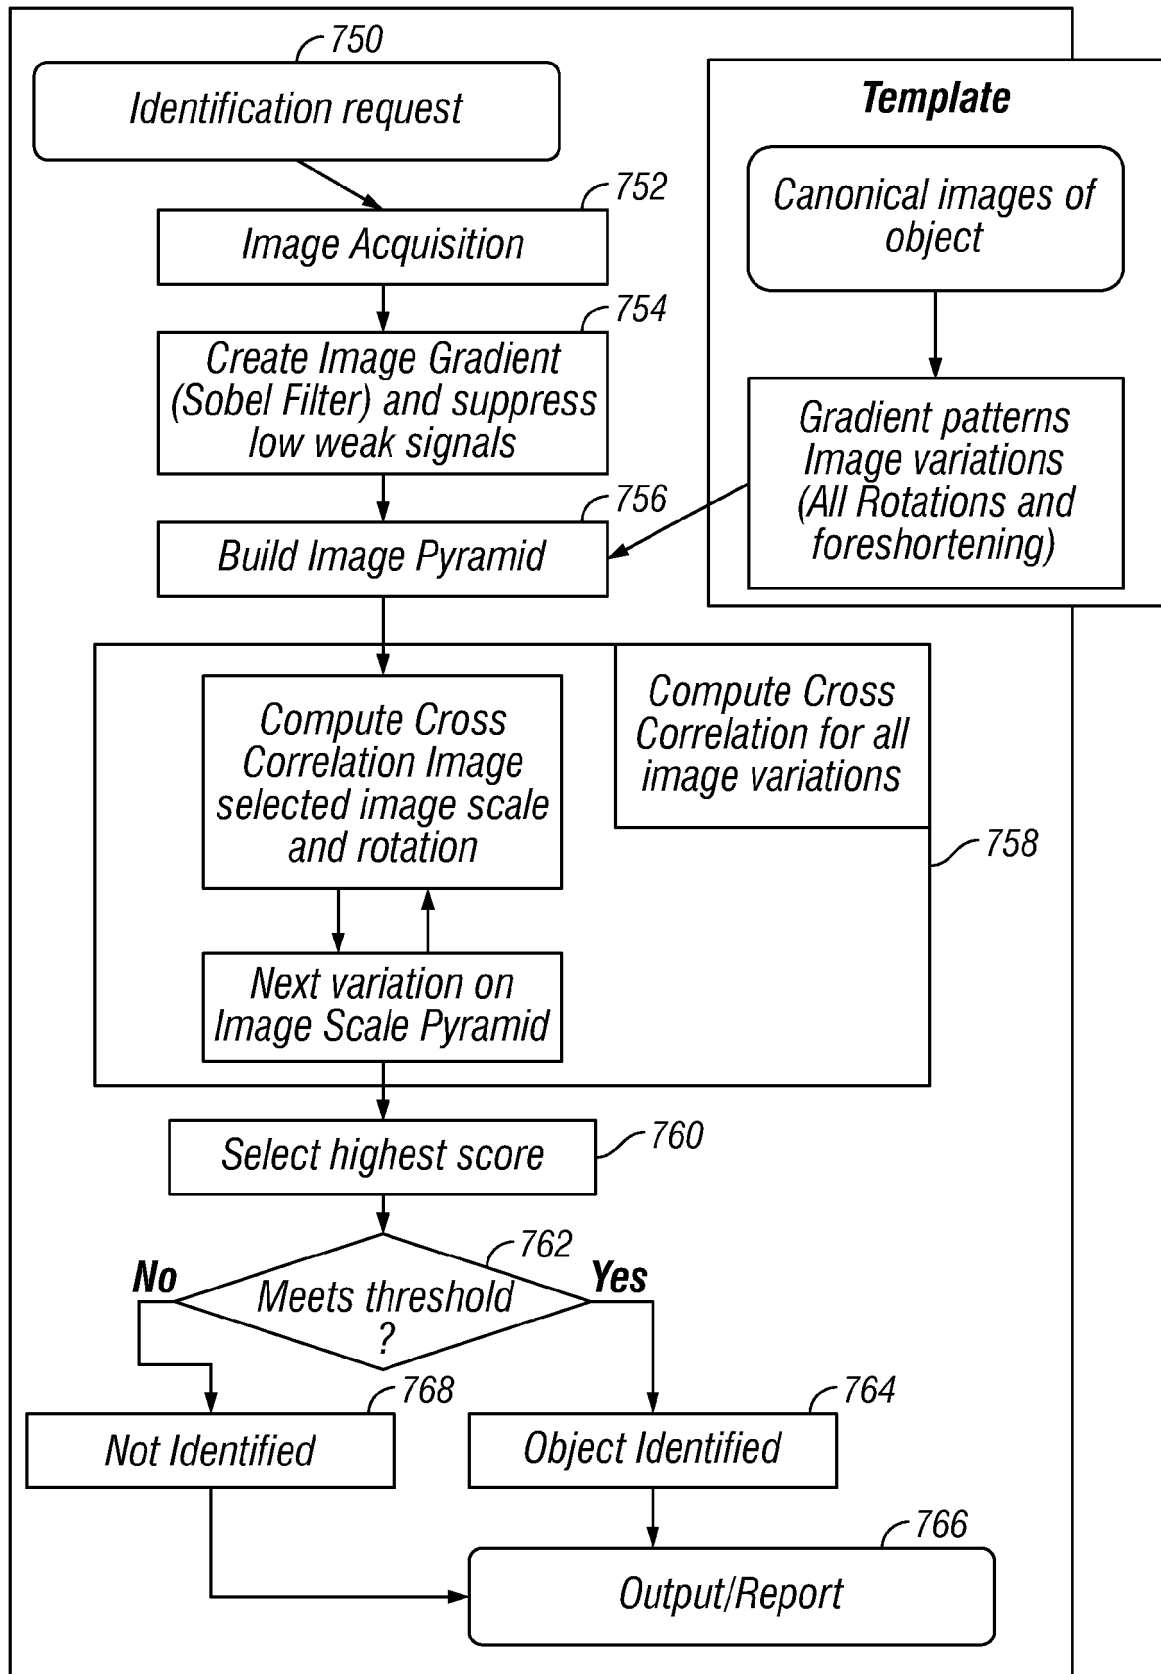 750
Identification request
Template
Canonical images of
object
752
Image Acquisition
754
Create Image Gradient
(Sobel Filter) and suppress
low weak signals
Gradient patterns
Image variations
(All Rotations and
foreshortening)
756
Build Image Pyramid
Compute Cross
Correlation Image
selected image scale
and rotation
Compute Cross
Correlation for all
image variations
758
Next variation on
Image Scale Pyramid
760
Select highest score
762
No
Yes
Meets threshold
?
768
Not Identified
764
Object Identified
766
Output/Report